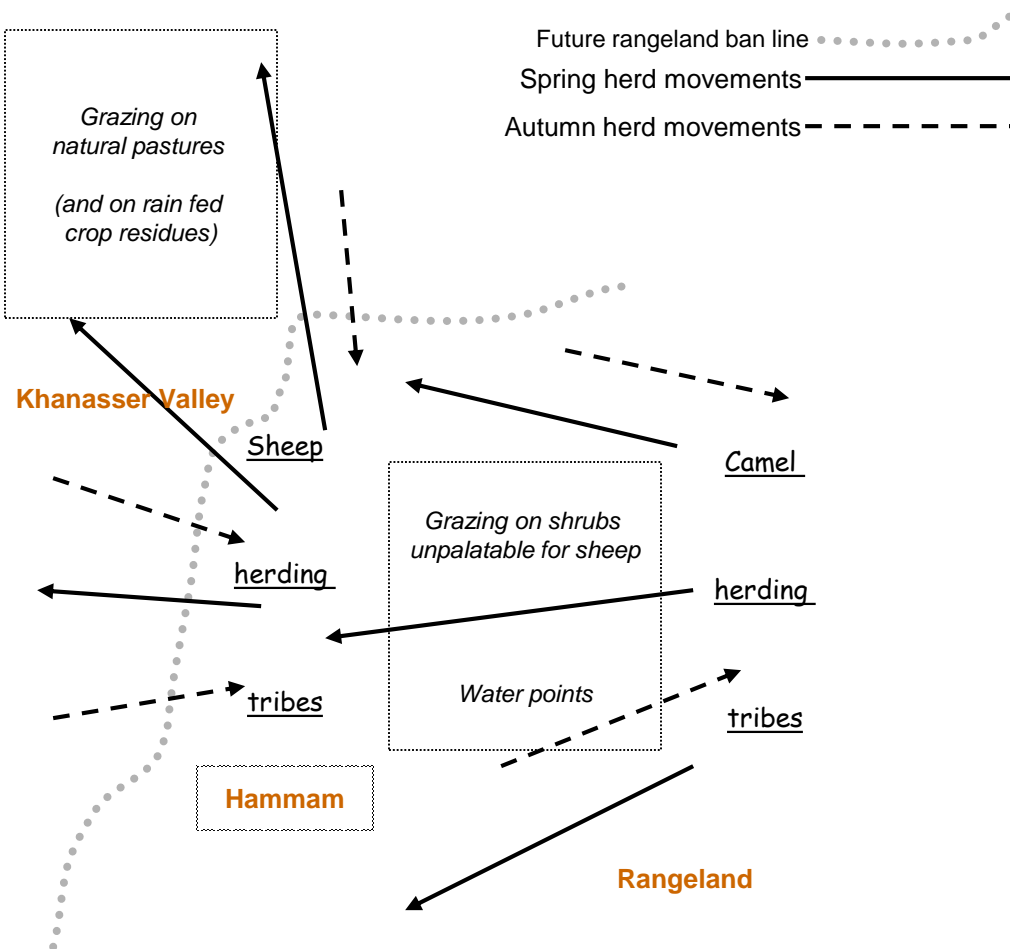 Future rangeland ban line
Spring herd movements
Autumn herd movements
Grazing on
natural pastures
(and on rain fed
crop residues)
Khanasser Valley
Sheep
herding
tribes
Camel
herding
tribes
Grazing on shrubs
unpalatable for sheep
Water points
Hammam
Rangeland